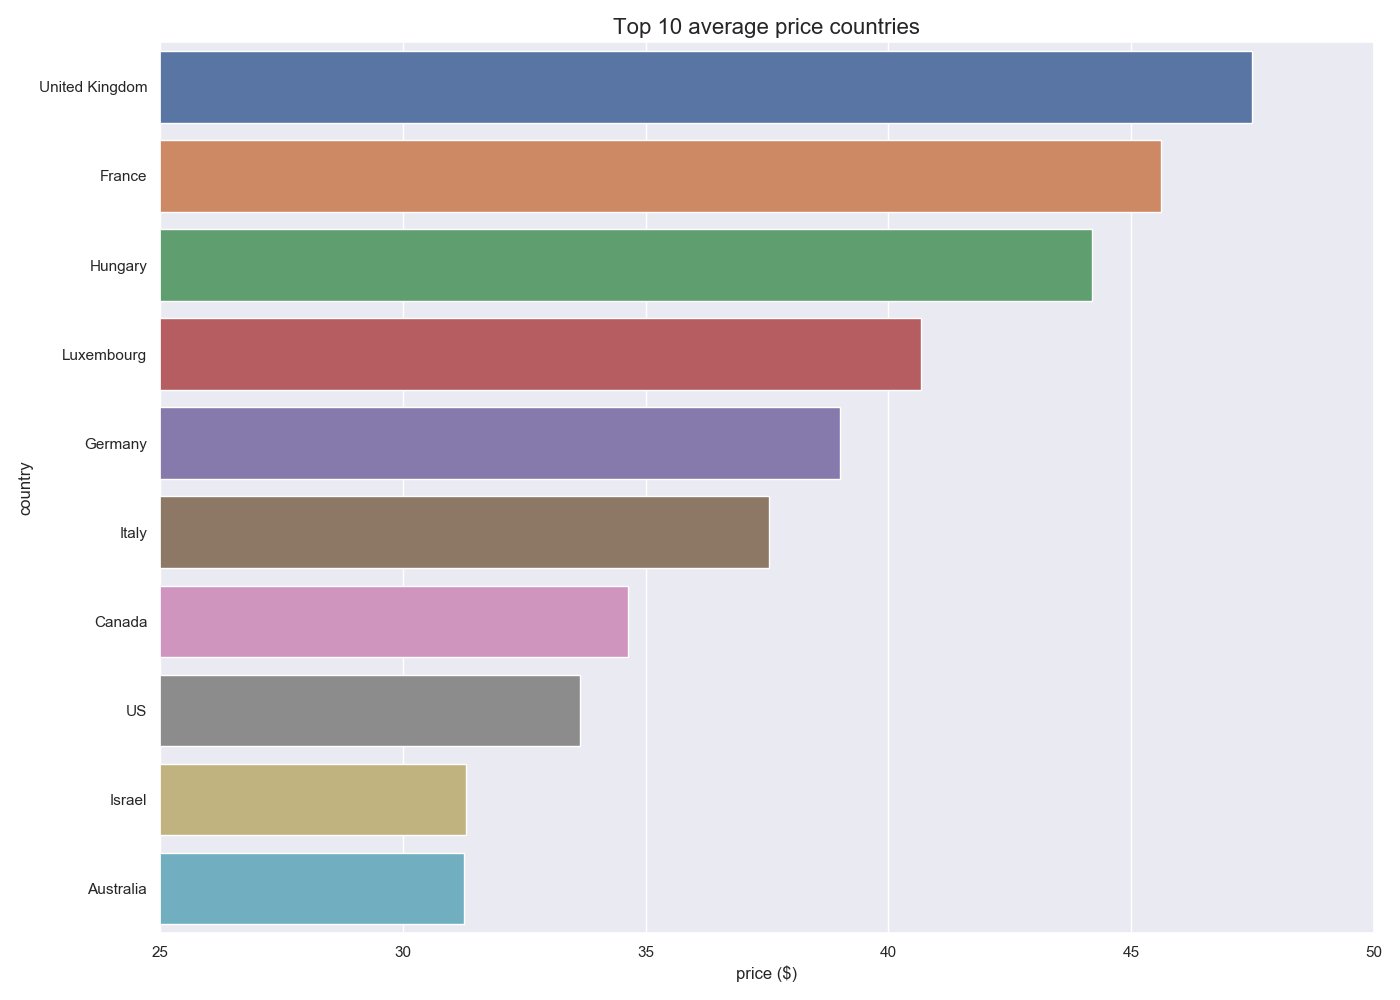 Top 10 average price countries
United Kingdom
France
Hungary
Luxembourg
Germany
country
Italy
Canada
US
Israel
Australia
25 30 35 40 45 50
price ($)